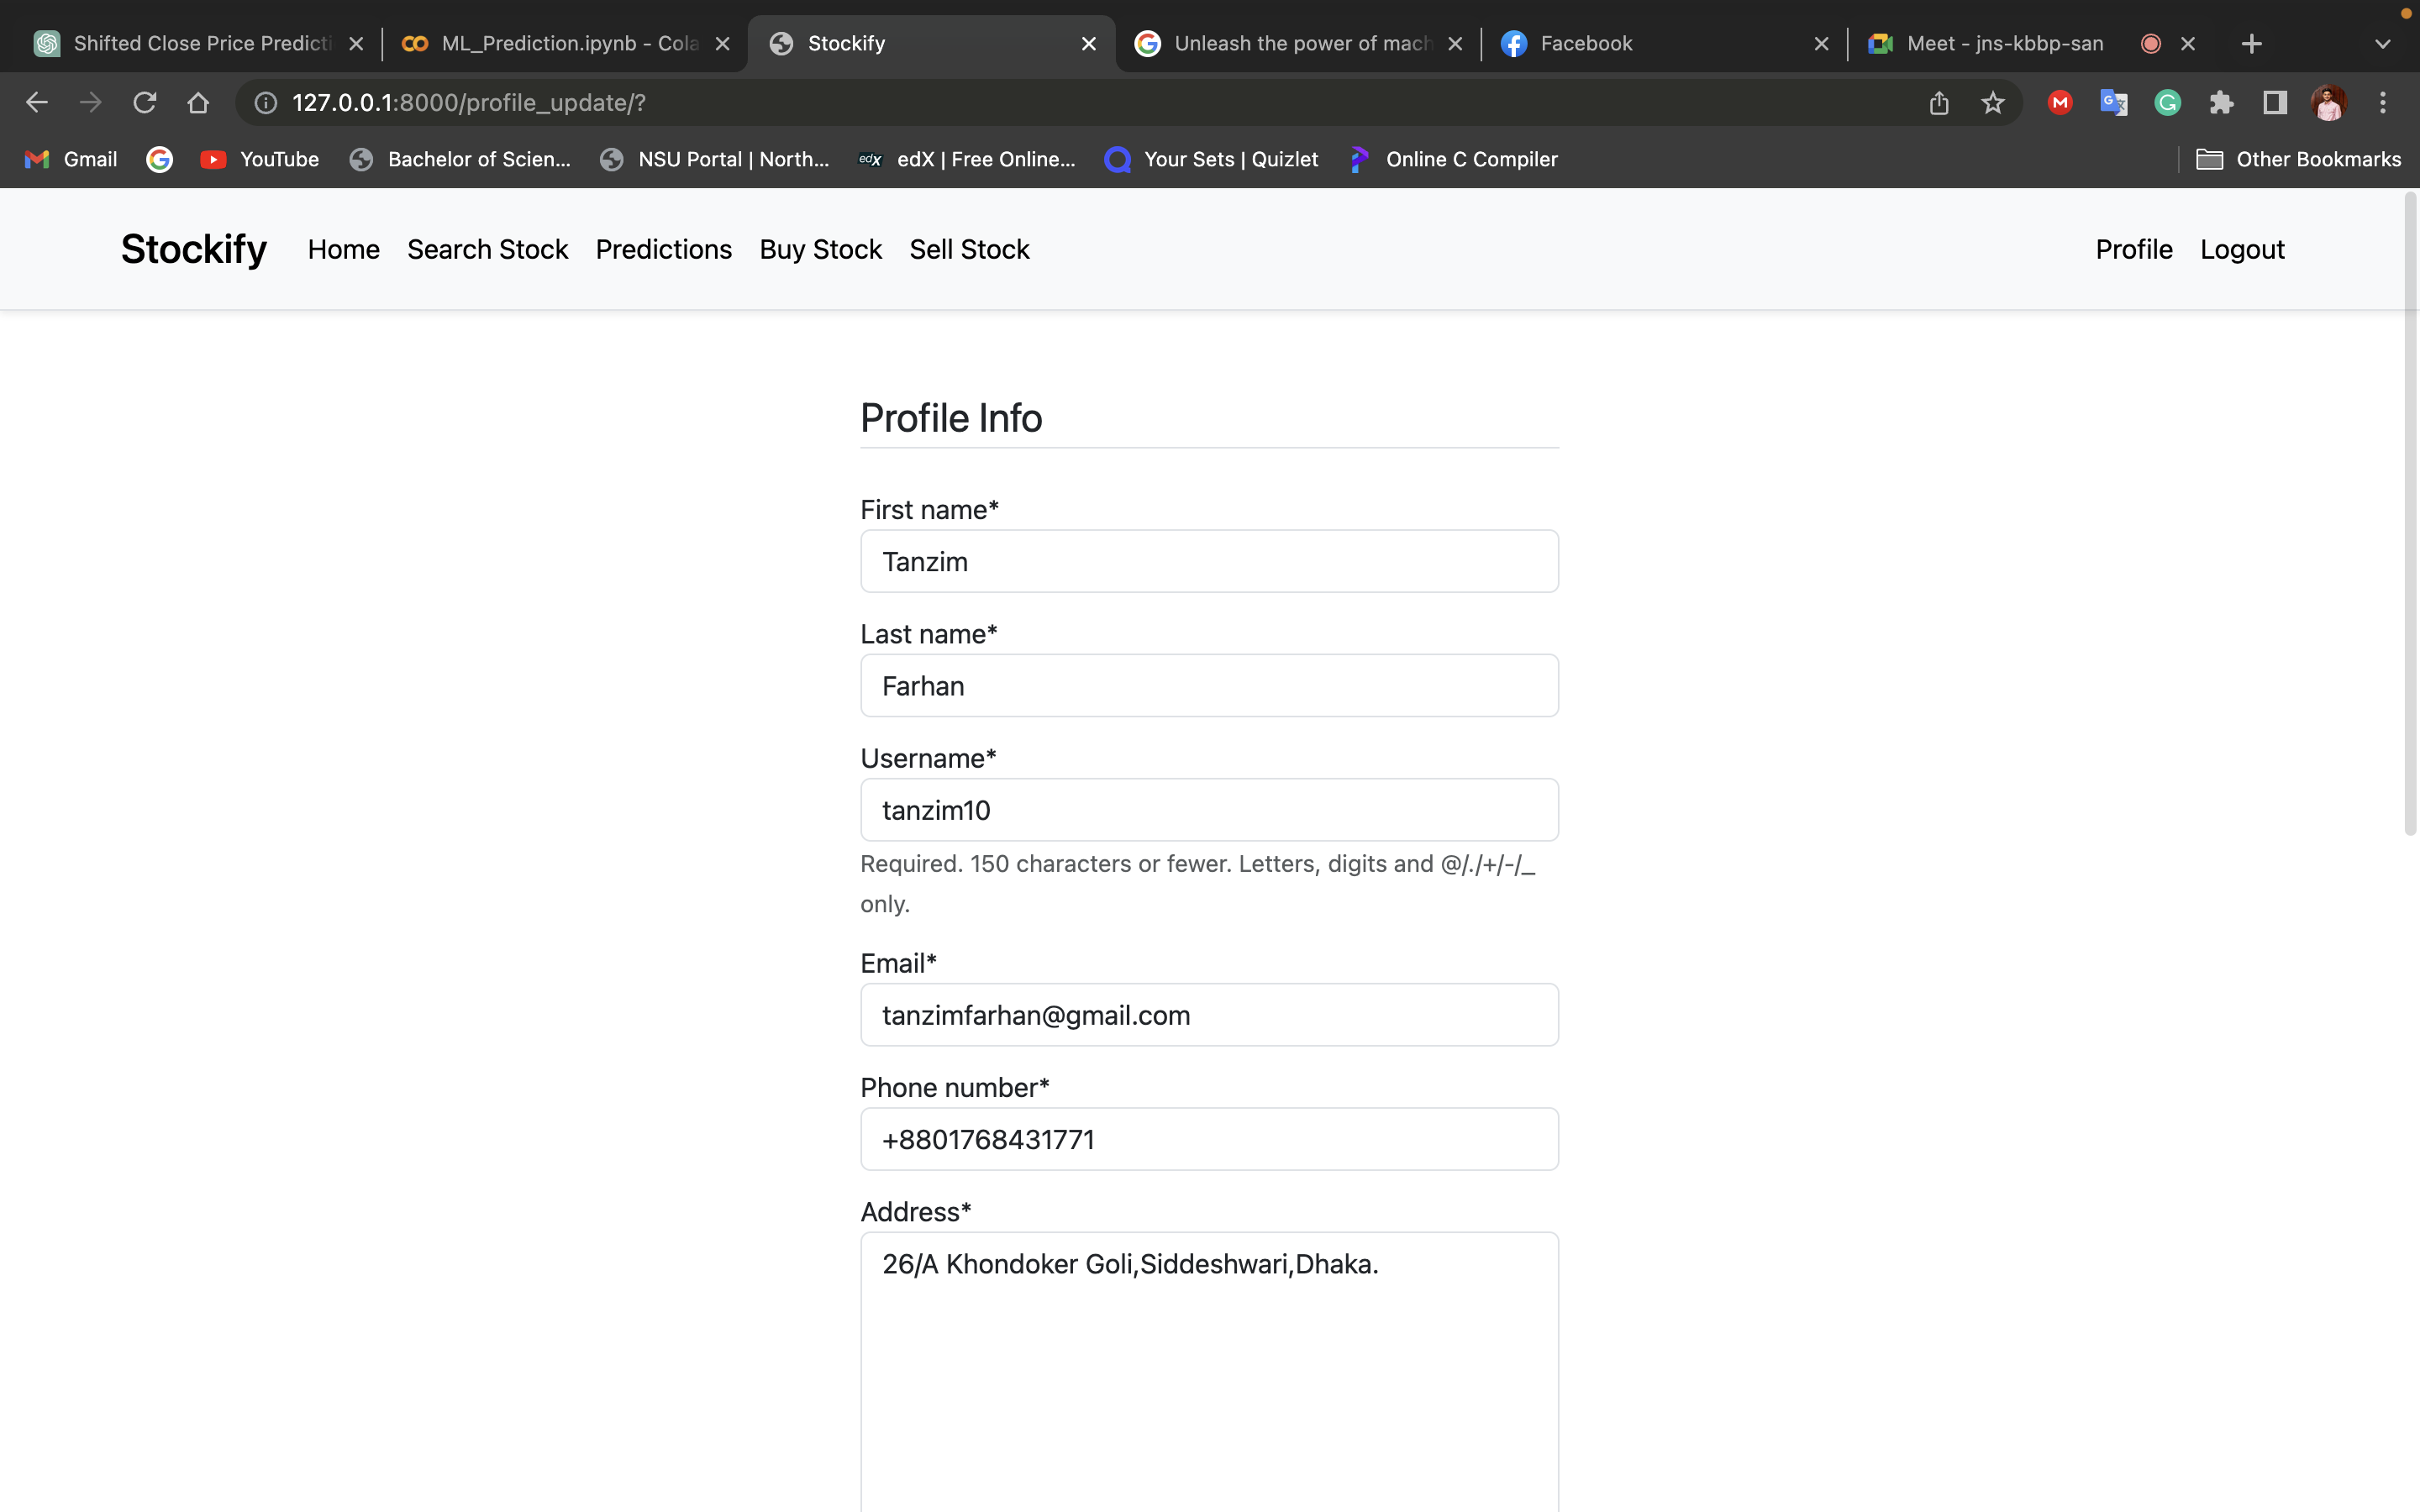 Shifted Close Price Predicti
ML_Prediction.ipynb - Cola
Stockify
Unleash the power of mach
Facebook
Meet - jns-kbbp-san
127.0.0.1:8000/profile_update/?
Gmail
YouTube
Bachelor of Scien...
NSU Portal | North...
edX | Free Online...
Your Sets | Quizlet
Online C Compiler
Other Bookmarks
Stockify Home Search Stock Predictions Buy Stock Sell Stock Profile Logout
Profile Info
First name*
Tanzim
Last name*
Farhan
Username*
tanzim10
Required. 150 characters or fewer. Letters, digits and @/./+/-/_
only.
Email*
tanzimfarhan@gmail.com
Phone number*
+8801768431771
Address*
26/A Khondoker Goli,Siddeshwari,Dhaka.